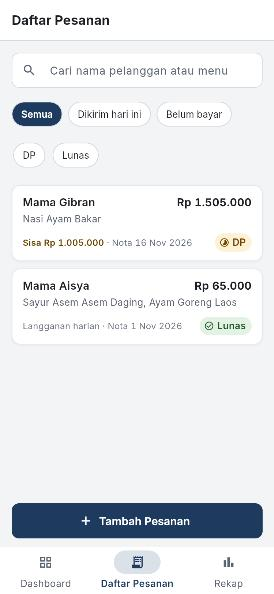 Daftar Pesanan
Cari nama pelanggan atau menu
Semua
Dikirim hari ini
Belum bayar
DP
Lunas
Mama Gibran
Rp 1.505.000
Nasi Ayam Bakar
Sisa Rp 1.005.000 · Nota 16 Nov 2026
DP
Mama Aisya
Rp 65.000
Sayur Asem Asem Daging, Ayam Goreng Laos
Langganan harian · Nota 1 Nov 2026
Lunas
+ Tambah Pesanan
Dashboard
Daftar Pesanan
Rekap